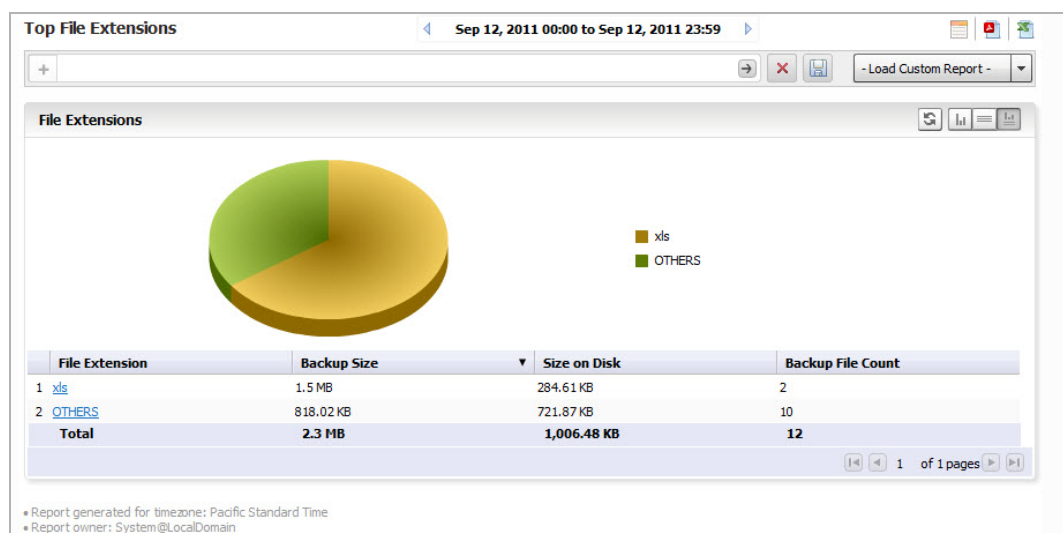 Top File Extensions Sep 12, 2011 00:00 to Sep 12, 2011 23:59
+ - Load Custom Report -
File Extensions
xls
OTHERS
File Extension Backup Size ▼ Size on Disk Backup File Count
1 xls 1.5 MB 284.61 KB 2
2 OTHERS 818.02 KB 721.87 KB 10
Total 2.3 MB 1,006.48 KB 12
1 of 1 pages
• Report generated for timezone: Pacific Standard Time
• Report owner: System@LocalDomain